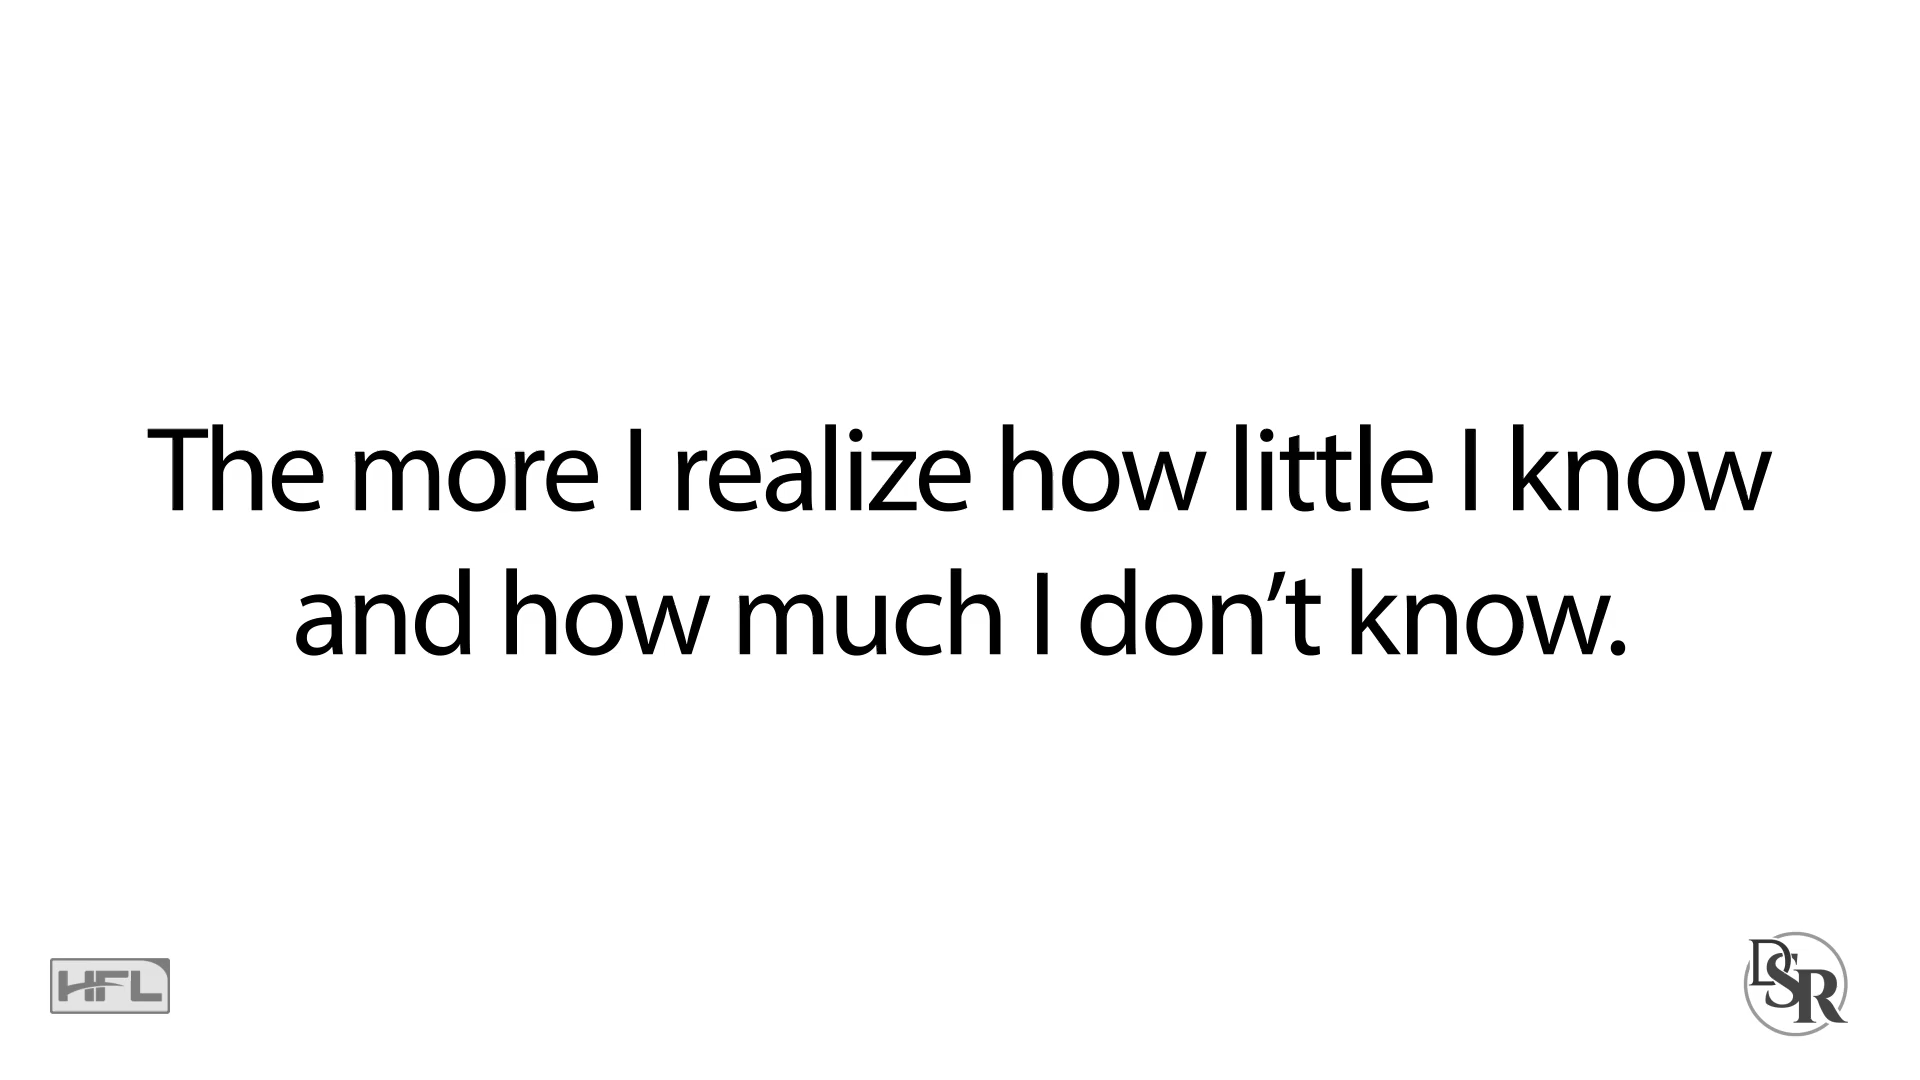 The more I realize how little I know
and how much I don’t know.
HFL
DSR